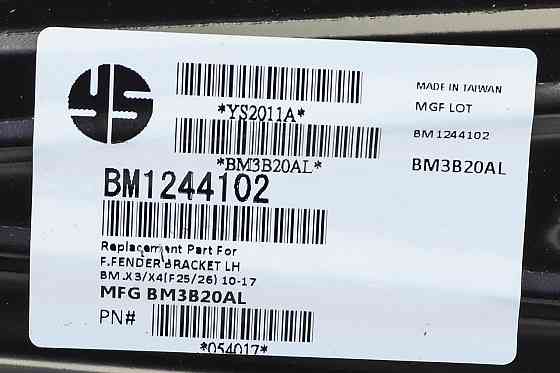 YS
*YS2011A*
*BM3B20AL*
BM1244102
Replacement Part For
F.FENDER BRACKET LH
BM.X3/X4(F25/26) 10-17
MFG BM3B20AL
PN#
*054017*
MADE IN TAIWAN
MGF LOT
BM1244102
BM3B20AL